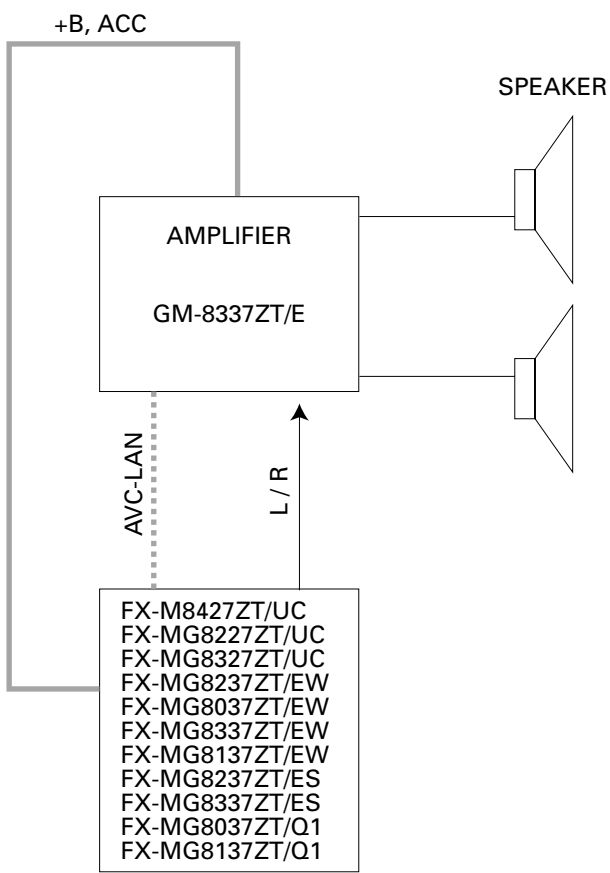 +B, ACC
SPEAKER
AMPLIFIER
GM-8337ZT/E
AVC-LAN
L / R
FX-M8427ZT/UC
FX-MG8227ZT/UC
FX-MG8327ZT/UC
FX-MG8237ZT/EW
FX-MG8037ZT/EW
FX-MG8337ZT/EW
FX-MG8137ZT/EW
FX-MG8237ZT/ES
FX-MG8337ZT/ES
FX-MG8037ZT/Q1
FX-MG8137ZT/Q1